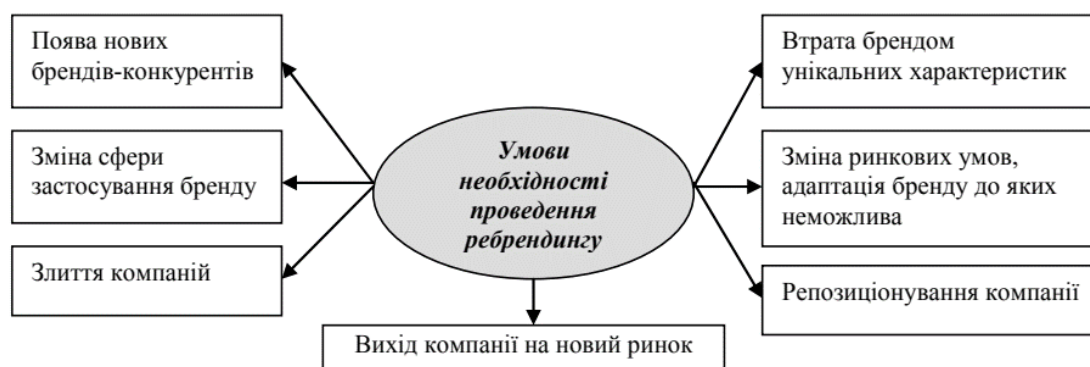 Поява нових
брендів-конкурентів
Зміна сфери
застосування бренду
Злиття компаній
Умови
необхідності
проведення
ребрендингу
Втрата брендом
унікальних характеристик
Зміна ринкових умов,
адаптація бренду до яких
неможлива
Репозиціонування компанії
Вихід компанії на новий ринок